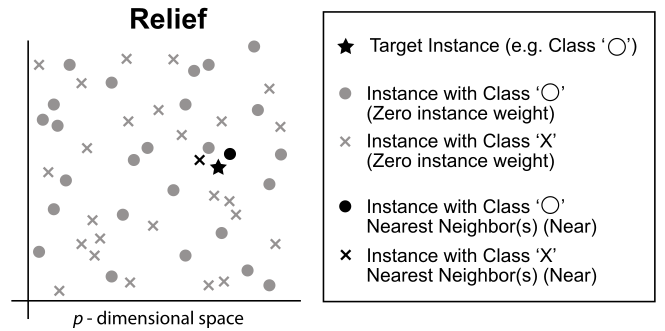 Relief
p - dimensional space
Target Instance (e.g. Class ‘○’)
Instance with Class ‘○’
(Zero instance weight)
Instance with Class ‘X’
(Zero instance weight)
Instance with Class ‘○’
Nearest Neighbor(s) (Near)
Instance with Class ‘X’
Nearest Neighbor(s) (Near)